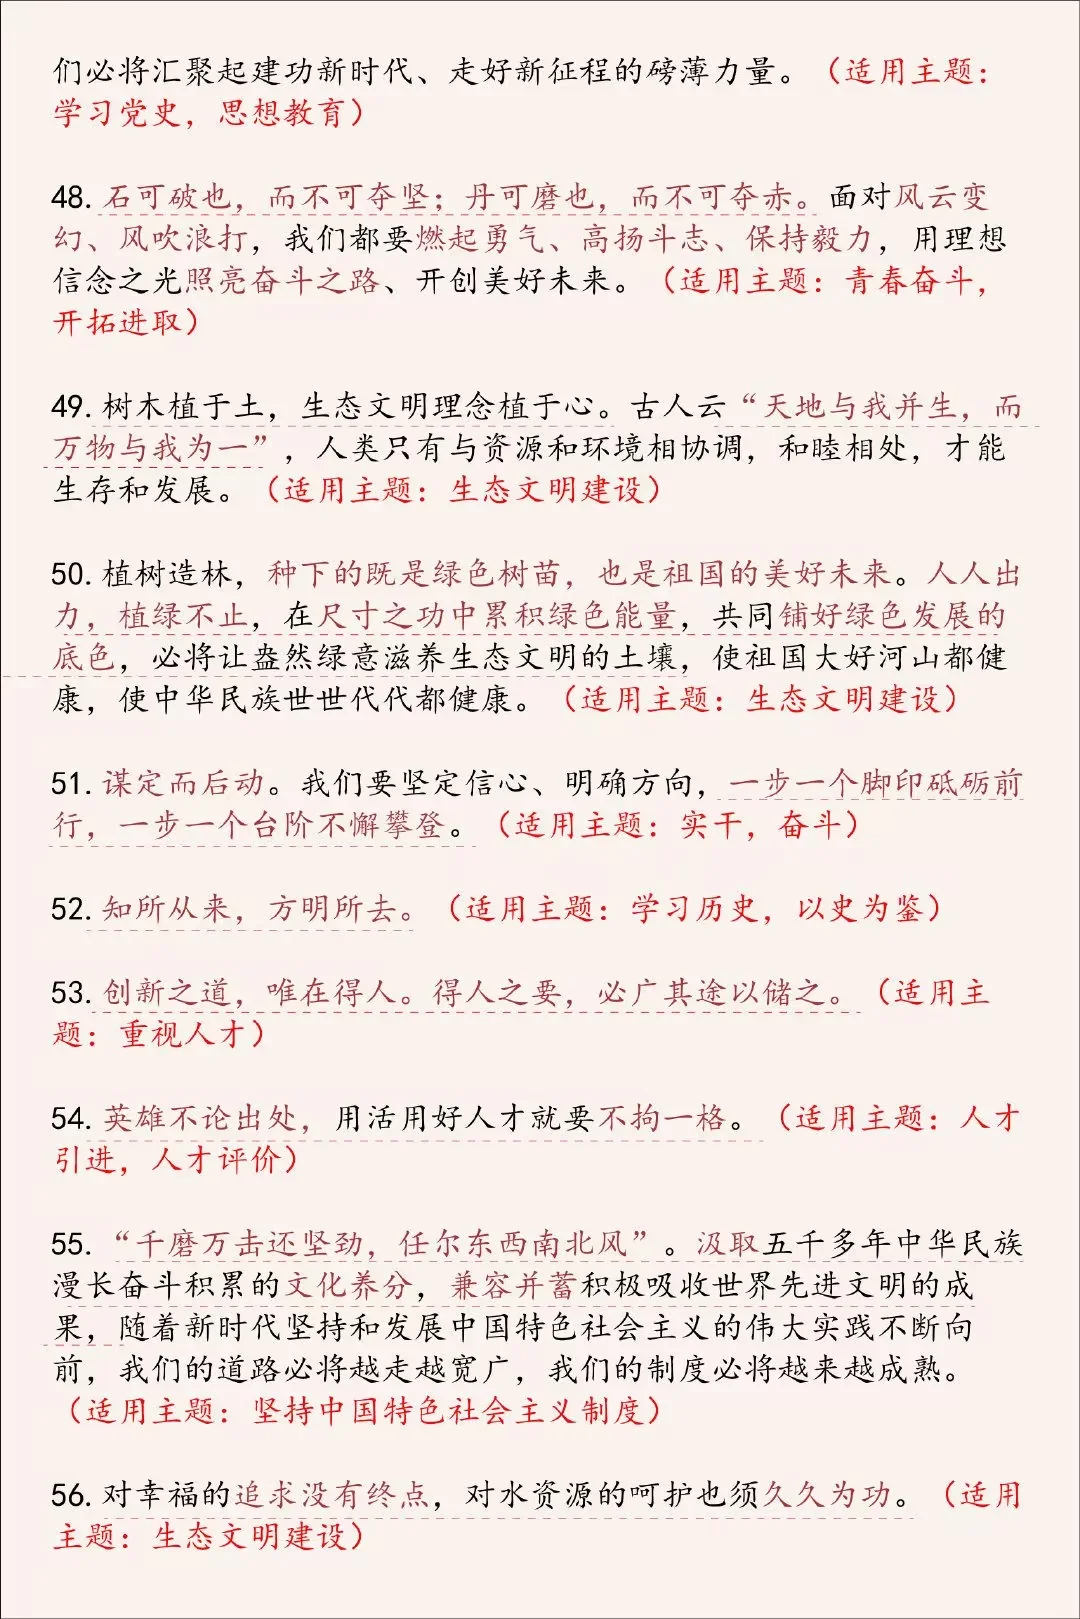 们必将汇聚起建功新时代、走好新征程的磅薄力量。（适用主题：
学习党史，思想教育）
48.石可破也，而不可夺坚；丹可磨也，而不可夺赤。面对风云变
幻、风吹浪打，我们都要燃起勇气、高扬斗志、保持毅力，用理想
信念之光照亮奋斗之路、开创美好未来。（适用主题：青春奋斗，
开拓进取）
49.树木植于土，生态文明理念植于心。古人云“天地与我并生，而
万物与我为一”，人类只有与资源和环境相协调，和睦相处，才能
生存和发展。（适用主题：生态文明建设）
50.植树造林，种下的既是绿色树苗，也是祖国的美好未来。人人出
力，植绿不止，在尺寸之功中累积绿色能量，共同铺好绿色发展的
底色，必将让盎然绿意滋养生态文明的土壤，使祖国大好河山都健
康，使中华民族世世代代都健康。（适用主题：生态文明建设）
51.谋定而后动。我们要坚定信心、明确方向，一步一个脚印砥砺前
行，一步一个台阶不懈攀登。（适用主题：实干，奋斗）
52.知所从来，方明所去。（适用主题：学习历史，以史为鉴）
53.创新之道，唯在得人。得人之要，必广其途以储之。（适用主
题：重视人才）
54.英雄不论出处，用活用好人才就要不拘一格。（适用主题：人才
引进，人才评价）
55.“千磨万击还坚劲，任尔东西南北风”。汲取五千多年中华民族
漫长奋斗积累的文化养分，兼容并蓄积极吸收世界先进文明的成
果，随着新时代坚持和发展中国特色社会主义的伟大实践不断向
前，我们的道路必将越走越宽广，我们的制度必将越来越成熟。
（适用主题：坚持中国特色社会主义制度）
56.对幸福的追求没有终点，对水资源的呵护也须久久为功。（适用
主题：生态文明建设）